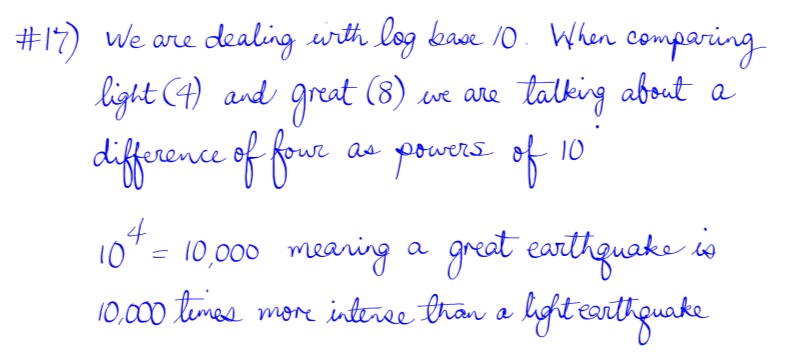 #17) We are dealing with log base 10. When comparing
light (4) and great (8) we are talking about a
difference of four as powers of 10
10⁴ = 10,000 meaning a great earthquake is
10,000 times more intense than a light earthquake